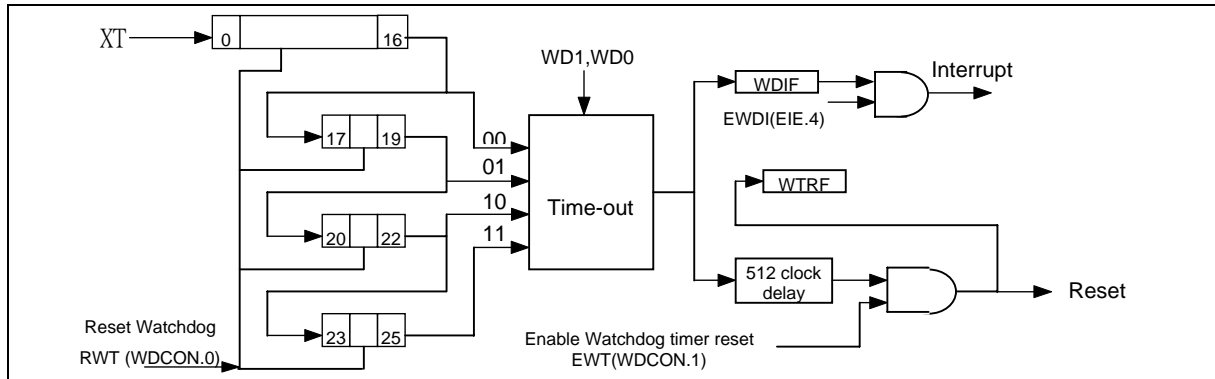 XT
0
16
WD1,WD0
WDIF
Interrupt
EWDI(EIE.4)
17
19
00
01
WTRF
Time-out
10
20
22
11
512 clock
delay
Reset
Reset Watchdog
23
25
Enable Watchdog timer reset
RWT (WDCON.0)
EWT(WDCON.1)